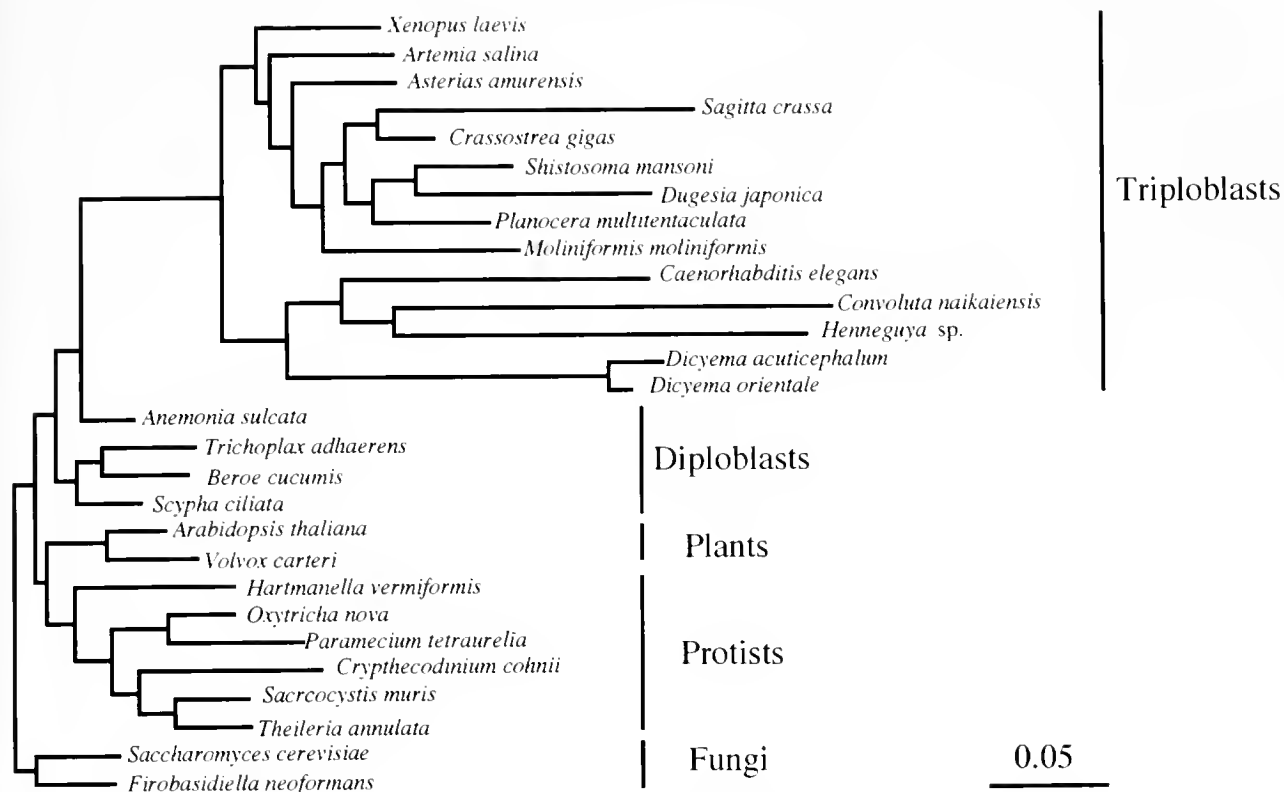 Xenopus laevis
Artemia salina
Asterias amurensis
Sagitta crassa
Crassostrea gigas
Shistosoma mansoni
Dugesia japonica
Planocera multitentaculata
Moliniformis moliniformis
Caenorhabditis elegans
Convoluta naikaiensis
Henneguya sp.
Dicyema acuticephalum
Dicyema orientale
Triploblasts
Anemonia sulcata
Trichoplax adhaerens
Beroe cucumis
Scypha ciliata
Diploblasts
Arabidopsis thaliana
Volvox carteri
Plants
Hartmanella vermiformis
Oxytricha nova
Paramecium tetraurelia
Crypthecodinium cohnii
Sacrcocystis muris
Theileria annulata
Protists
Saccharomyces cerevisiae
Firobasidiella neoformans
Fungi
0.05